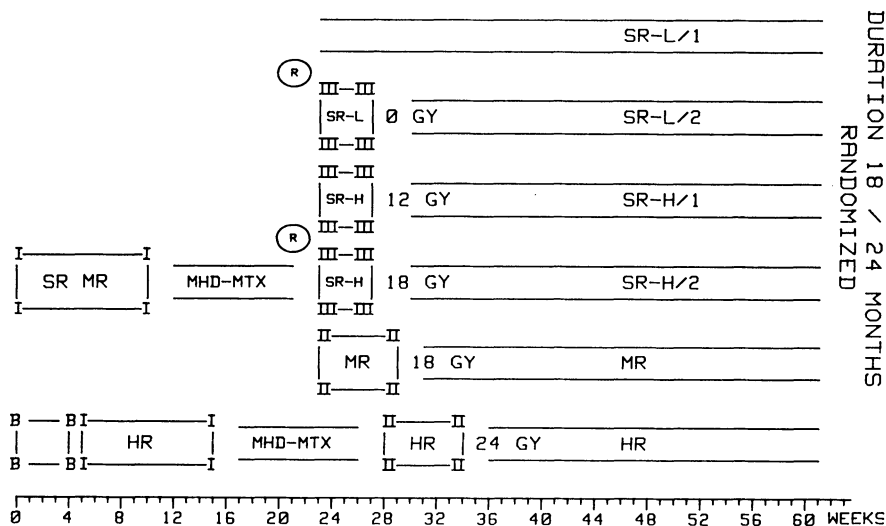 SR-L/1
R
III—III
SR-L 0 GY SR-L/2
III—III
III—III
SR-H 12 GY SR-H/1
III—III
R
I I III—III
SR MR MHD-MTX SR-H 18 GY SR-H/2
I I III—III
II II
MR 18 GY MR
II II
B B I I II II
HR MHD-MTX HR 24 GY HR
B B I I II II
0 4 8 12 16 20 24 28 32 36 40 44 48 52 56 60 WEEKS
DURATION 18 / 24 MONTHS
RANDOMIZED